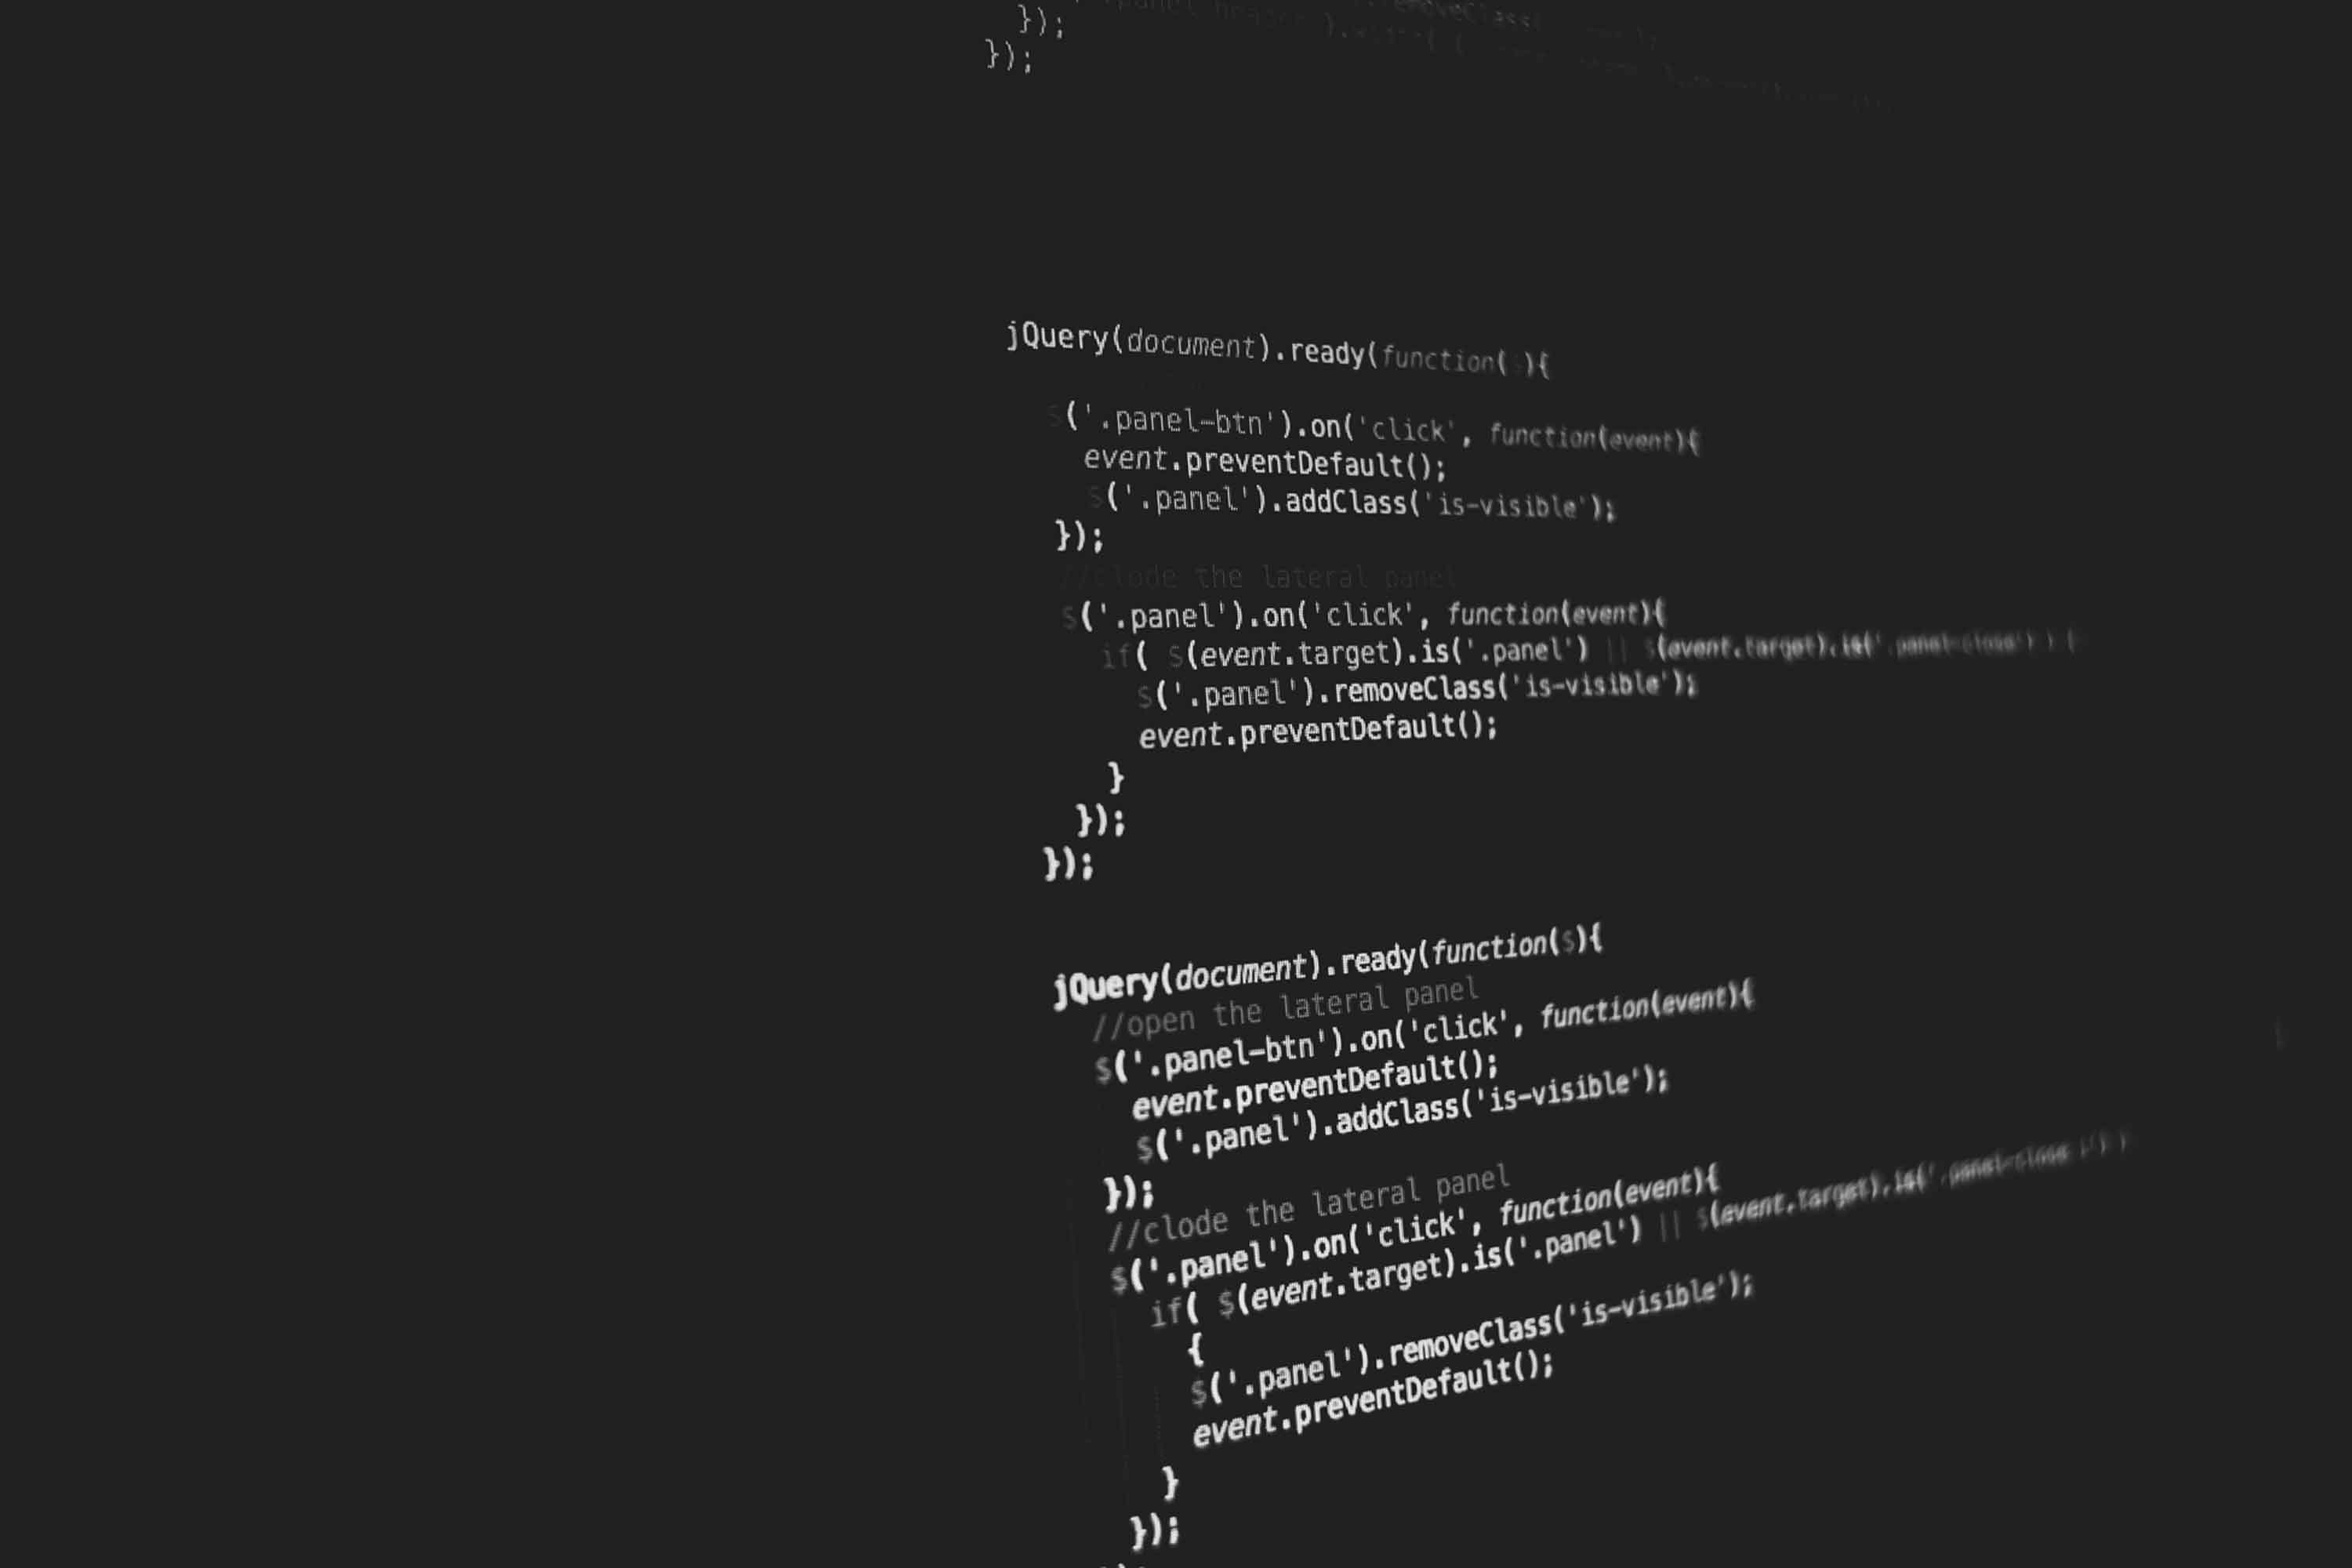 });
});
jQuery(document).ready(function( ){
$('.panel-btn').on('click', function(event){
event.preventDefault();
$('.panel').addClass('is-visible');
});
//clode the lateral panel
$('.panel').on('click', function(event){
if( $(event.target).is('.panel') || $(event.target).is('.panel-close') ) {
$('.panel').removeClass('is-visible');
event.preventDefault();
}
});
});
jQuery(document).ready(function($){
//open the lateral panel
$('.panel-btn').on('click', function(event){
event.preventDefault();
$('.panel').addClass('is-visible');
});
//clode the lateral panel
$('.panel').on('click', function(event){
if( $(event.target).is('.panel') || $(event.target).is('.panel-close
{
$('.panel').removeClass('is-visible');
event.preventDefault();
}
});